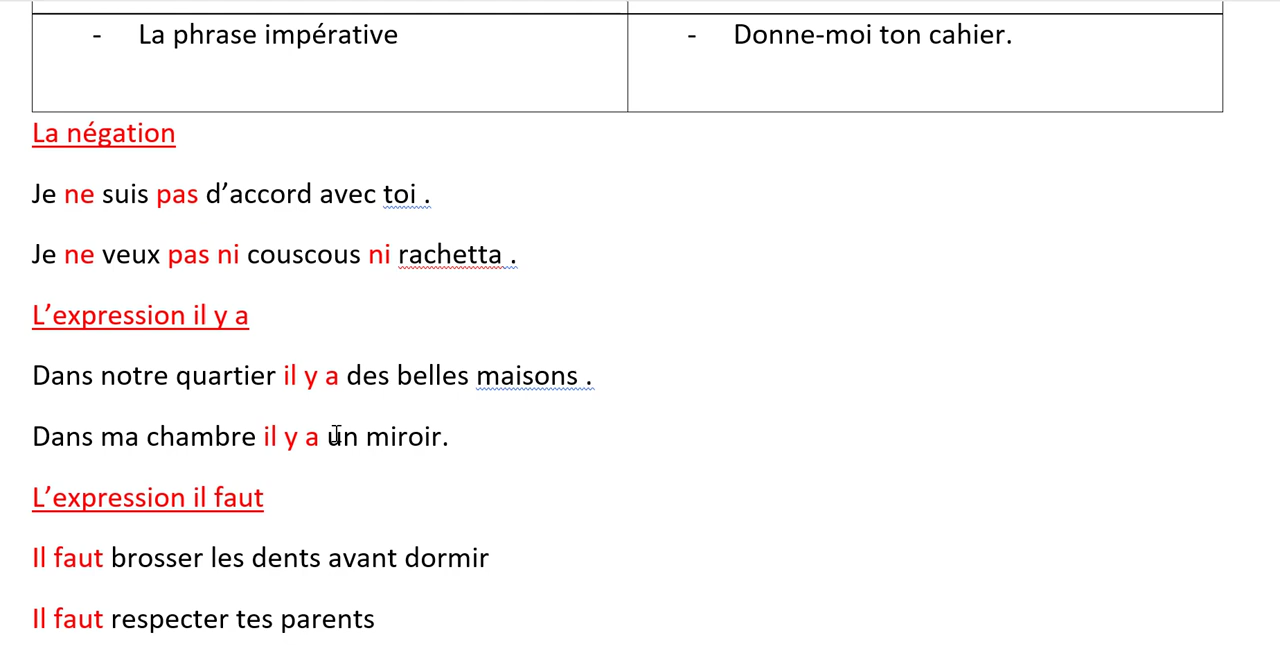 - La phrase impérative
- Donne-moi ton cahier.
La négation
Je ne suis pas d’accord avec toi .
Je ne veux pas ni couscous ni rachetta .
L’expression il y a
Dans notre quartier il y a des belles maisons .
Dans ma chambre il y a un miroir.
L’expression il faut
Il faut brosser les dents avant dormir
Il faut respecter tes parents